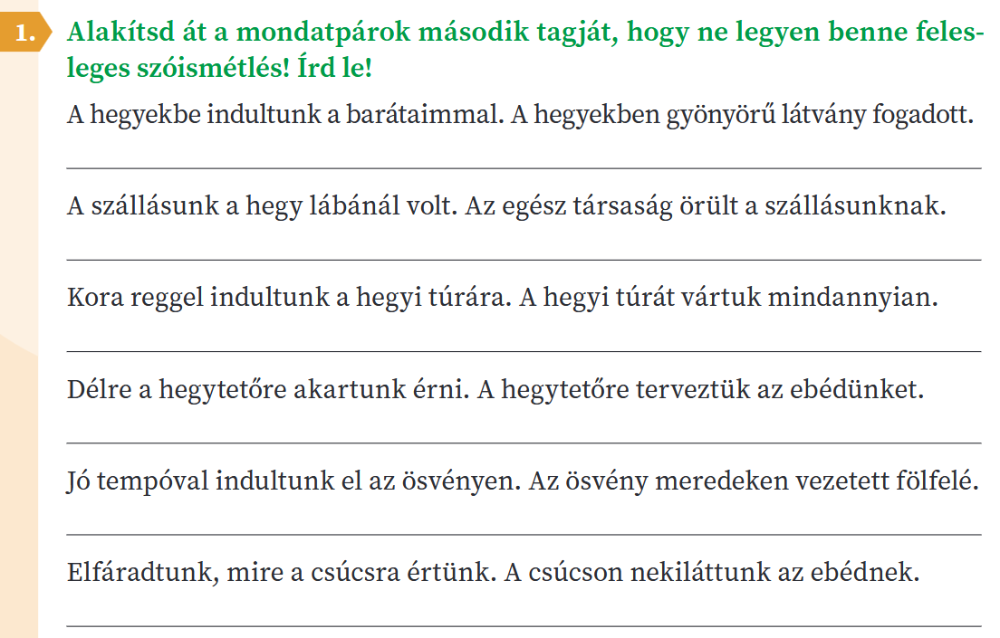 1. Alakítsd át a mondatpárok második tagját, hogy ne legyen benne feles-
leges szóismétlés! Írd le!
A hegyekbe indultunk a barátaimmal. A hegyekben gyönyörű látvány fogadott.
A szállásunk a hegy lábánál volt. Az egész társaság örült a szállásunknak.
Kora reggel indultunk a hegyi túrára. A hegyi túrát vártuk mindannyian.
Délre a hegytetőre akartunk érni. A hegytetőre terveztük az ebédünket.
Jó tempóval indultunk el az ösvényen. Az ösvény meredeken vezetett fölfelé.
Elfáradtunk, mire a csúcsra értünk. A csúcson nekiláttunk az ebédnek.